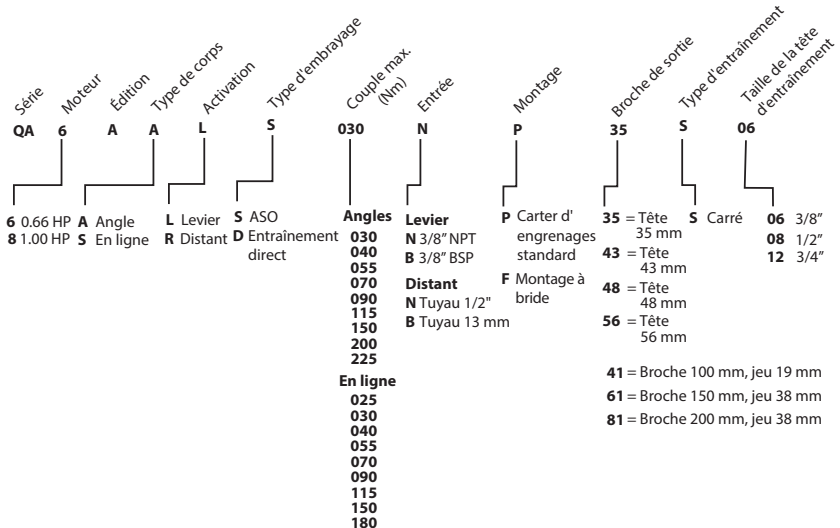 Série
Moteur
Édition
Type de corps
Activation
Type d'embrayage
Couple max.
(Nm)
Entrée
Montage
Broche de sortie
Type d'entraînement
Taille de la tête
d'entraînement
QA 6 A A L S 030 N P 35 S 06
6 0.66 HP
8 1.00 HP
A Angle
S En ligne
L Levier
R Distant
S ASO
D Entraînement
direct
Angles
030
040
055
070
090
115
150
200
225
En ligne
025
030
040
055
070
090
115
150
180
Levier
N 3/8" NPT
B 3/8" BSP
Distant
N Tuyau 1/2"
B Tuyau 13 mm
P Carter d'
engrenages
standard
F Montage à
bride
35 = Tête
35 mm
43 = Tête
43 mm
48 = Tête
48 mm
56 = Tête
56 mm
41 = Broche 100 mm, jeu 19 mm
61 = Broche 150 mm, jeu 38 mm
81 = Broche 200 mm, jeu 38 mm
S Carré
06 3/8"
08 1/2"
12 3/4"